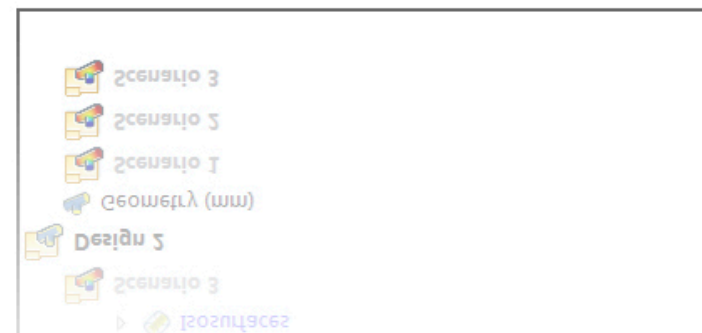 Isosurfaces
Scenario 3
Design 2
Geometry (mm)
Scenario 1
Scenario 2
Scenario 3